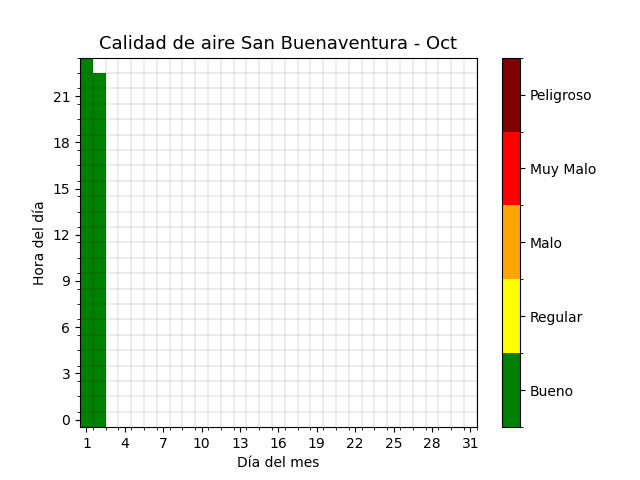 Calidad de aire San Buenaventura - Oct
Hora del día
21
18
15
12
9
6
3
0
1 4 7 10 13 16 19 22 25 28 31
Día del mes
Peligroso
Muy Malo
Malo
Regular
Bueno